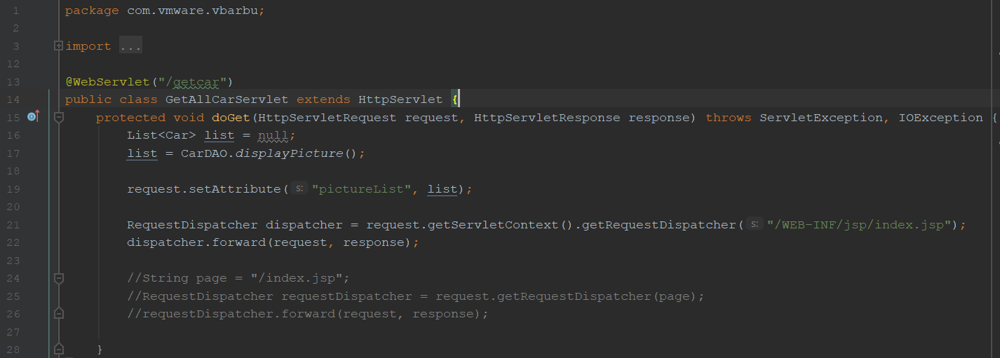 1 package com.vmware.vbarbu;
2
3 import ...
12
13 @WebServlet("/getcar")
14 public class GetAllCarServlet extends HttpServlet {
15 protected void doGet(HttpServletRequest request, HttpServletResponse response) throws ServletException, IOException {
16 List<Car> list = null;
17 list = CarDAO.displayPicture();
18
19 request.setAttribute( s: "pictureList", list);
20
21 RequestDispatcher dispatcher = request.getServletContext().getRequestDispatcher( s: "/WEB-INF/jsp/index.jsp");
22 dispatcher.forward(request, response);
23
24 //String page = "/index.jsp";
25 //RequestDispatcher requestDispatcher = request.getRequestDispatcher(page);
26 //requestDispatcher.forward(request, response);
27
28 }